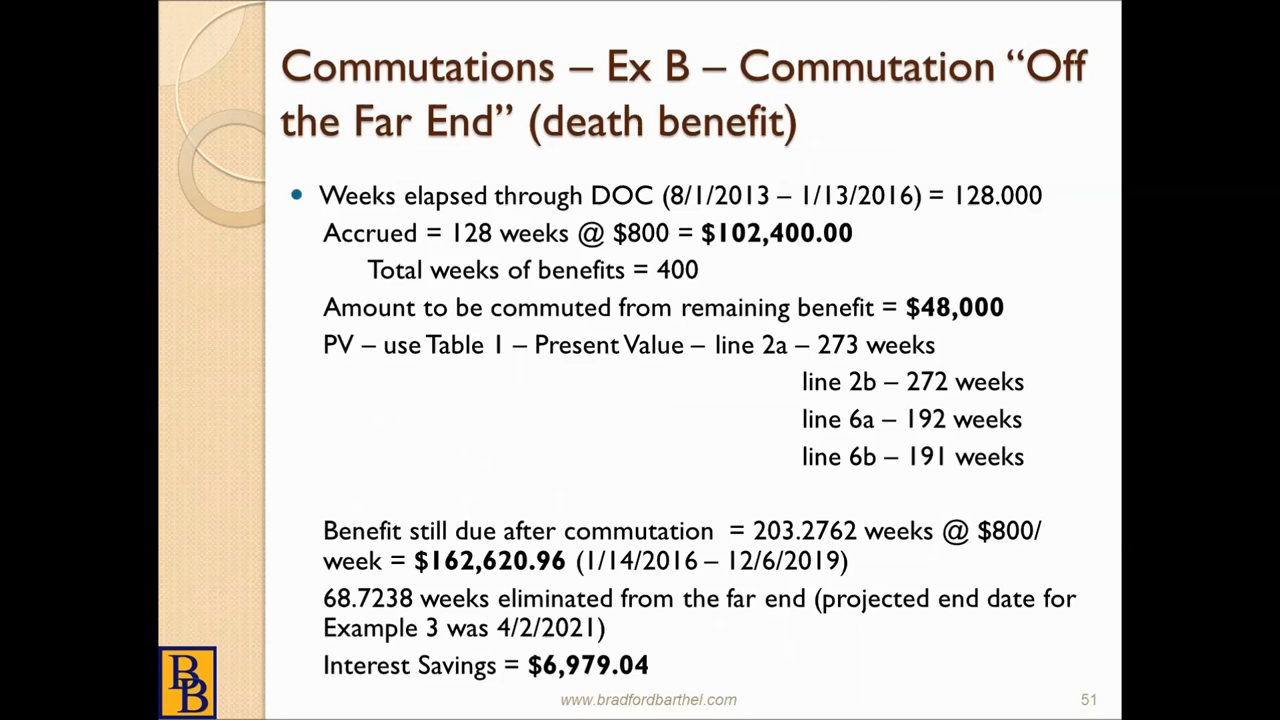 Commutations – Ex B – Commutation “Off
the Far End” (death benefit)
• Weeks elapsed through DOC (8/1/2013 – 1/13/2016) = 128.000
Accrued = 128 weeks @ $800 = $102,400.00
Total weeks of benefits = 400
Amount to be commuted from remaining benefit = $48,000
PV – use Table 1 – Present Value – line 2a – 273 weeks
line 2b – 272 weeks
line 6a – 192 weeks
line 6b – 191 weeks
Benefit still due after commutation = 203.2762 weeks @ $800/
week = $162,620.96 (1/14/2016 – 12/6/2019)
68.7238 weeks eliminated from the far end (projected end date for
Example 3 was 4/2/2021)
Interest Savings = $6,979.04
BB
www.bradfordbarthel.com
51